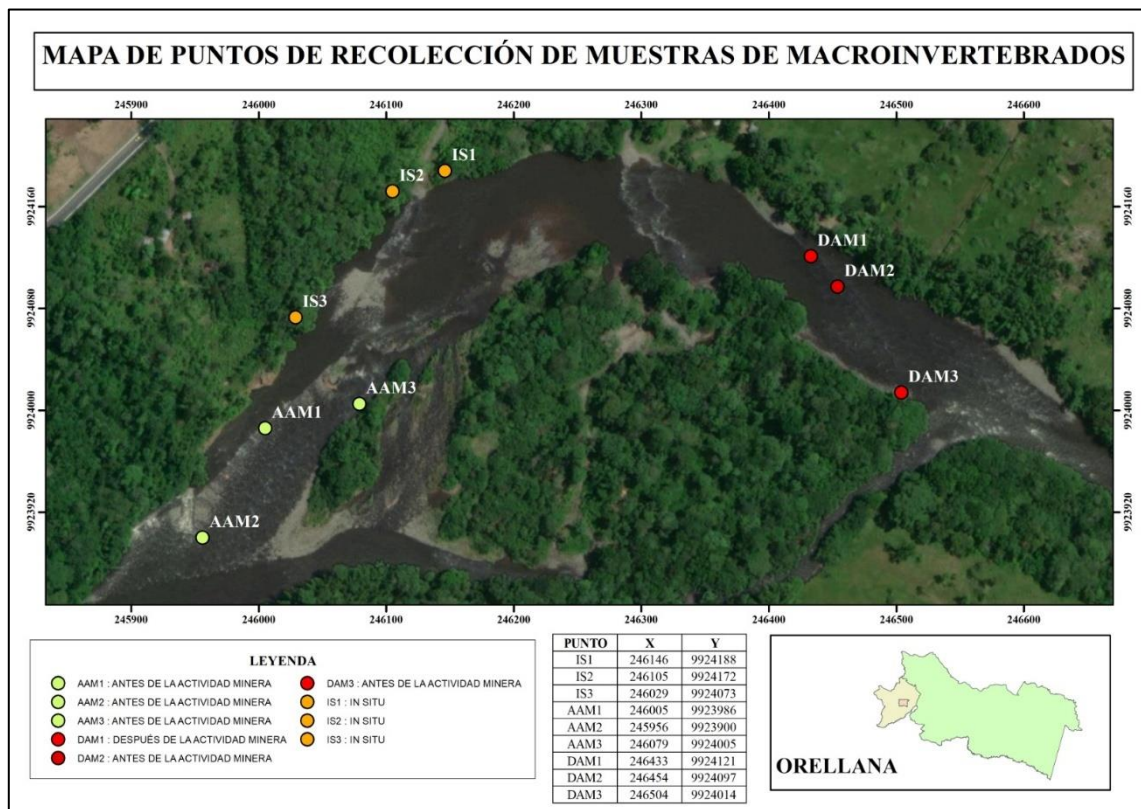 MAPA DE PUNTOS DE RECOLECCIÓN DE MUESTRAS DE MACROINVERTEBRADOS
245900 246000 246100 246200 246300 246400 246500 246600
IS1
IS2
9924160 9924160
DAM1
DAM2
IS3
9924080 9924080
AAM3
DAM3
AAM1
9924000 9924000
AAM2
9923920 9923920
245900 246000 246100 246200 246300 246400 246500 246600
LEYENDA
AAM1 : ANTES DE LA ACTIVIDAD MINERA
AAM2 : ANTES DE LA ACTIVIDAD MINERA
AAM3 : ANTES DE LA ACTIVIDAD MINERA
DAM1 : DESPUÉS DE LA ACTIVIDAD MINERA
DAM2 : ANTES DE LA ACTIVIDAD MINERA
DAM3 : ANTES DE LA ACTIVIDAD MINERA
IS1 : IN SITU
IS2 : IN SITU
IS3 : IN SITU
PUNTO X Y
IS1 246146 9924188
IS2 246105 9924172
IS3 246029 9924073
AAM1 246005 9923986
AAM2 245956 9923900
AAM3 246079 9924005
DAM1 246433 9924121
DAM2 246454 9924097
DAM3 246504 9924014
ORELLANA